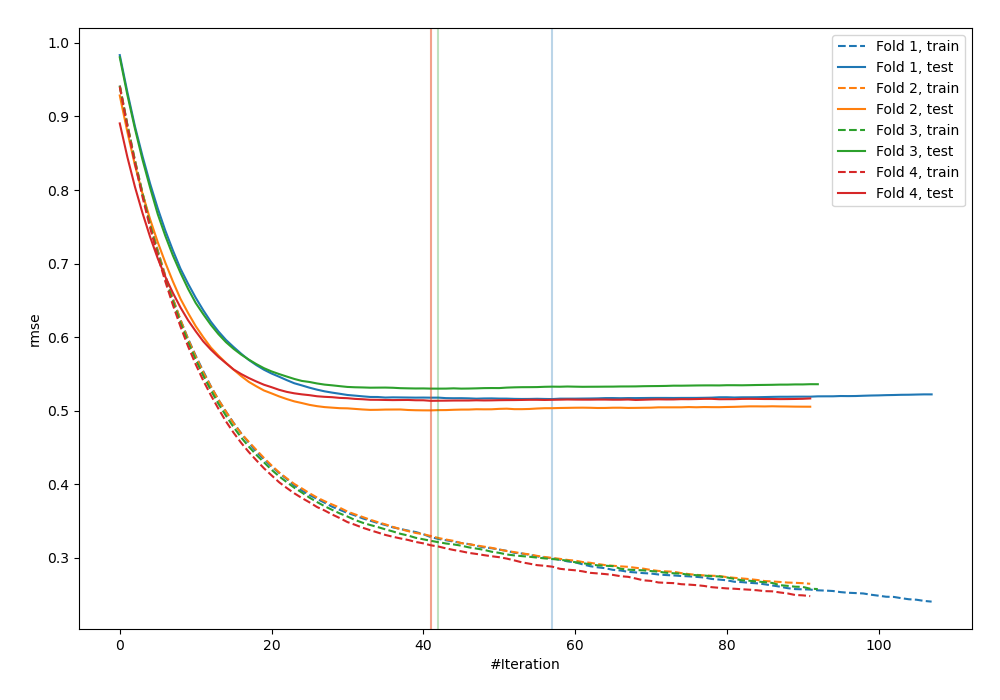 1.0
0.9
0.8
0.7
0.6
0.5
0.4
0.3
rmse
0
20
40
60
80
100
#Iteration
Fold 1, train
Fold 1, test
Fold 2, train
Fold 2, test
Fold 3, train
Fold 3, test
Fold 4, train
Fold 4, test